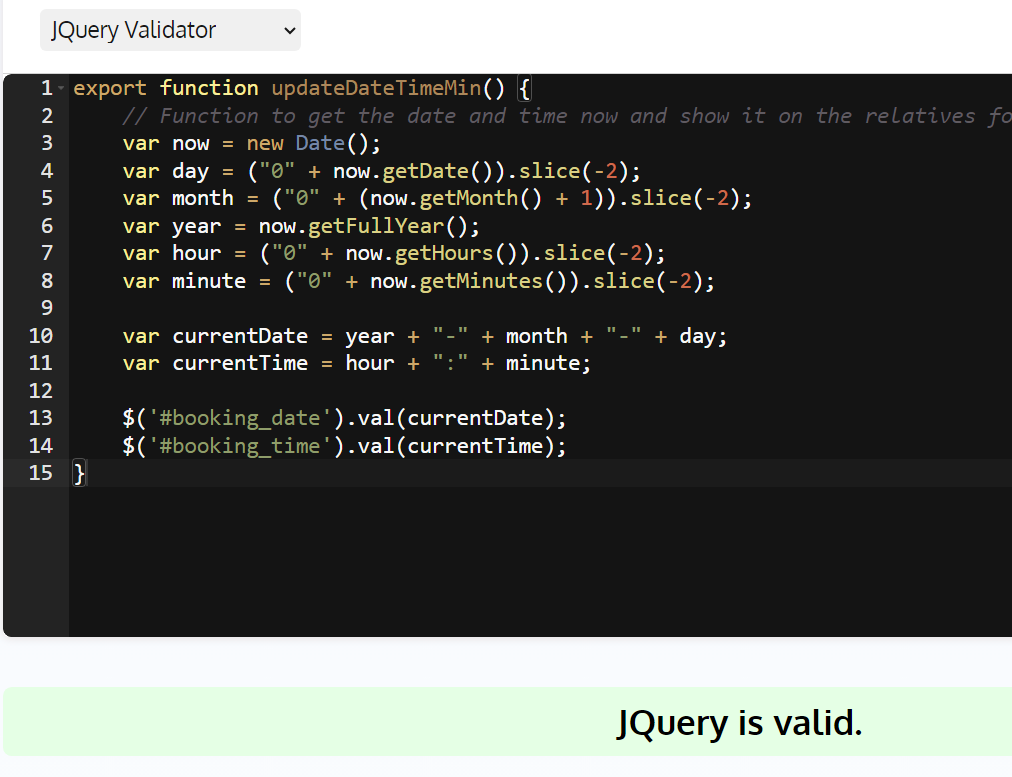 JQuery Validator
1 export function updateDateTimeMin() {
2 // Function to get the date and time now and show it on the relatives
3 var now = new Date();
4 var day = ("0" + now.getDate()).slice(-2);
5 var month = ("0" + (now.getMonth() + 1)).slice(-2);
6 var year = now.getFullYear();
7 var hour = ("0" + now.getHours()).slice(-2);
8 var minute = ("0" + now.getMinutes()).slice(-2);
9
10 var currentDate = year + "-" + month + "-" + day;
11 var currentTime = hour + ":" + minute;
12
13 $('#booking_date').val(currentDate);
14 $('#booking_time').val(currentTime);
15 }
JQuery is valid.